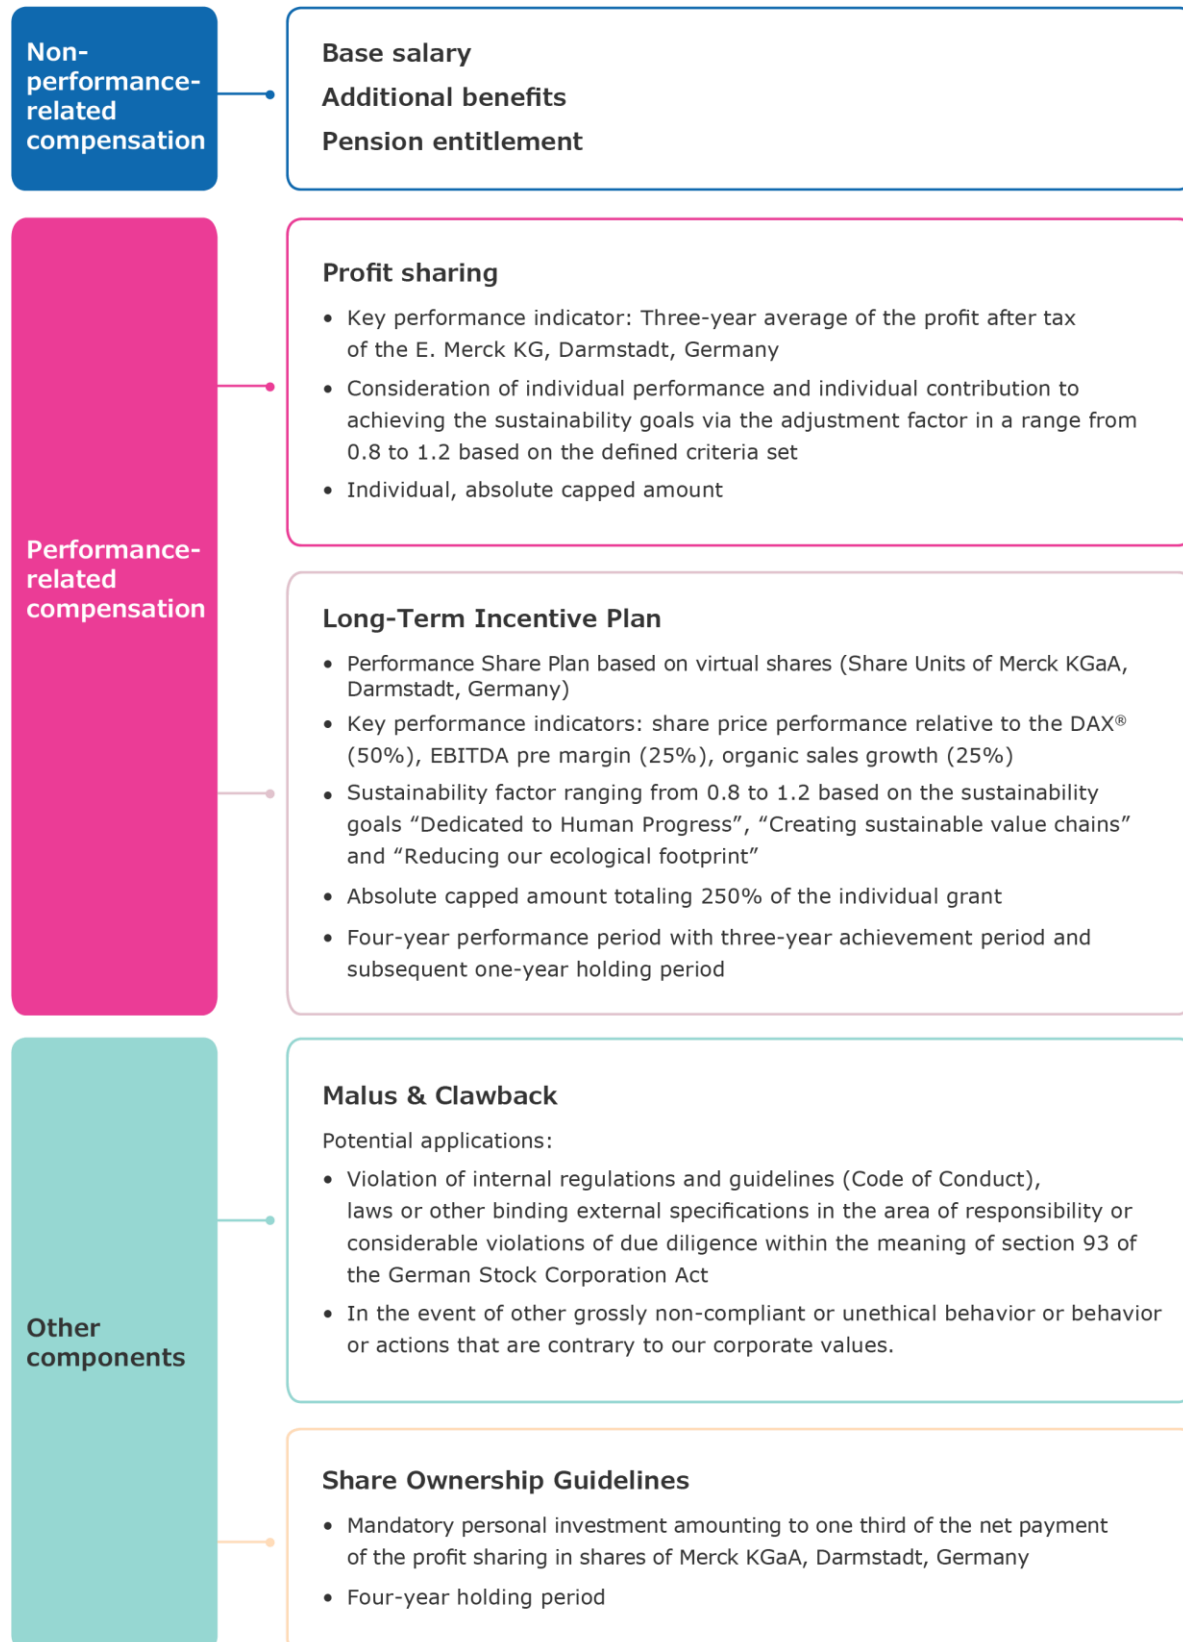 Non-
performance-
related
compensation
Base salary
Additional benefits
Pension entitlement
Performance-
related
compensation
Profit sharing
• Key performance indicator: Three-year average of the profit after tax
of the E. Merck KG, Darmstadt, Germany
• Consideration of individual performance and individual contribution to
achieving the sustainability goals via the adjustment factor in a range from
0.8 to 1.2 based on the defined criteria set
• Individual, absolute capped amount
Long-Term Incentive Plan
• Performance Share Plan based on virtual shares (Share Units of Merck KGaA,
Darmstadt, Germany)
• Key performance indicators: share price performance relative to the DAX®
(50%), EBITDA pre margin (25%), organic sales growth (25%)
• Sustainability factor ranging from 0.8 to 1.2 based on the sustainability
goals “Dedicated to Human Progress”, “Creating sustainable value chains”
and “Reducing our ecological footprint”
• Absolute capped amount totaling 250% of the individual grant
• Four-year performance period with three-year achievement period and
subsequent one-year holding period
Other
components
Malus & Clawback
Potential applications:
• Violation of internal regulations and guidelines (Code of Conduct),
laws or other binding external specifications in the area of responsibility or
considerable violations of due diligence within the meaning of section 93 of
the German Stock Corporation Act
• In the event of other grossly non-compliant or unethical behavior or behavior
or actions that are contrary to our corporate values.
Share Ownership Guidelines
• Mandatory personal investment amounting to one third of the net payment
of the profit sharing in shares of Merck KGaA, Darmstadt, Germany
• Four-year holding period